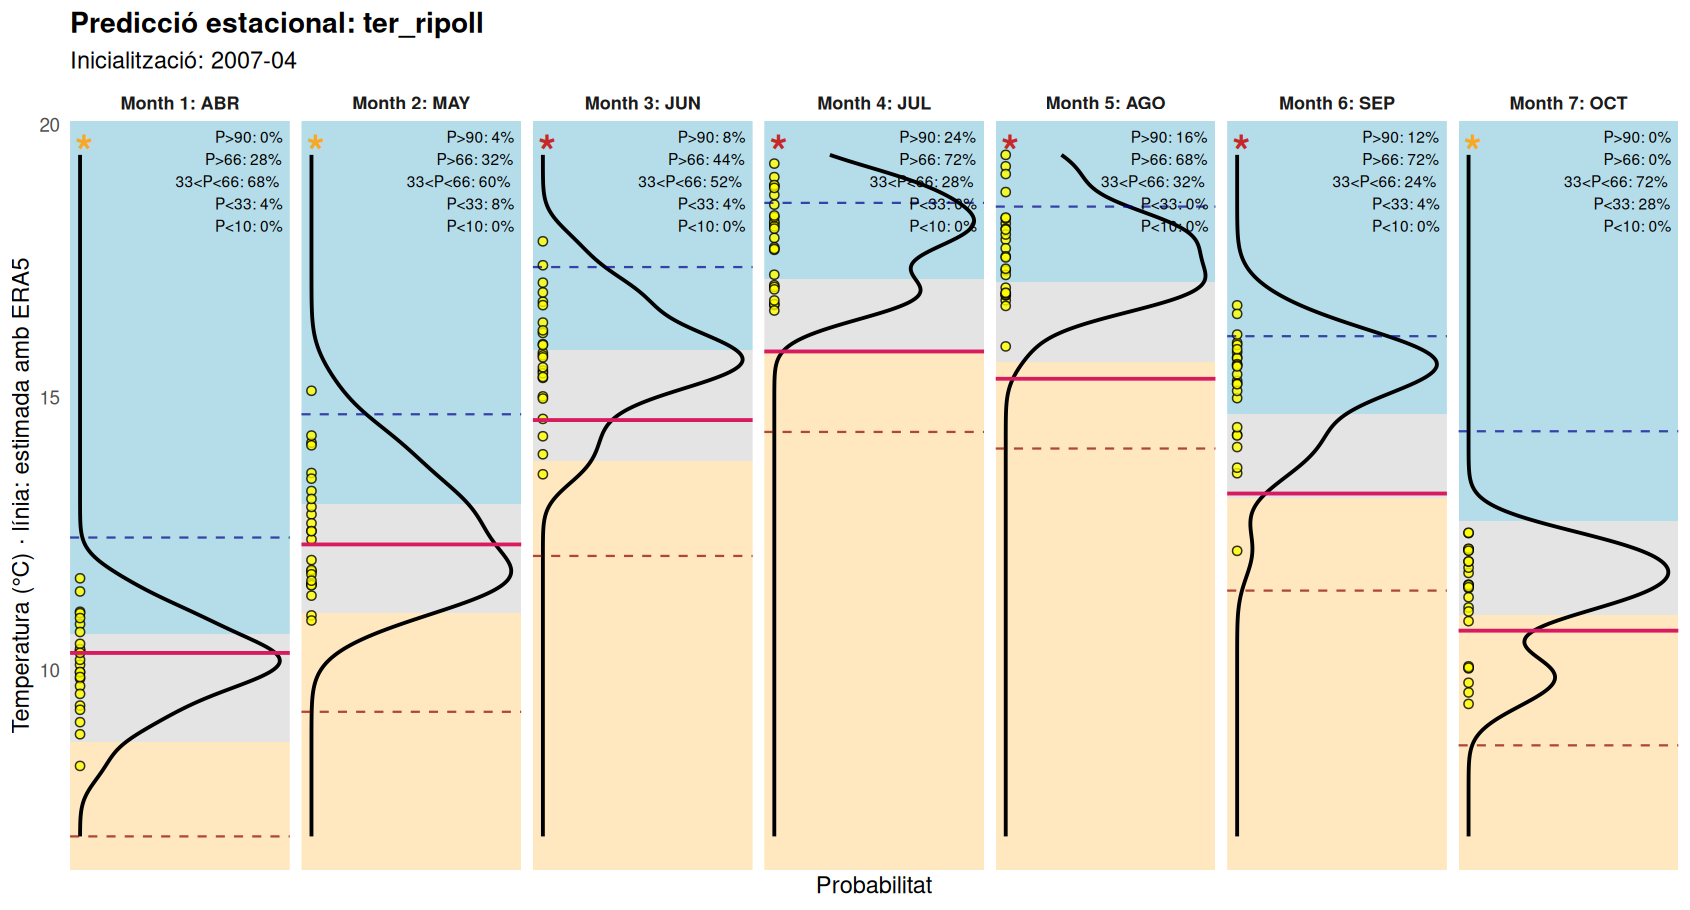 Predicció estacional: ter_ripoll
Inicialització: 2007-04
Month 1: ABR
Month 2: MAY
Month 3: JUN
Month 4: JUL
Month 5: AGO
Month 6: SEP
Month 7: OCT
P>90: 0%
P>66: 28%
33<P<66: 68%
P<33: 4%
P<10: 0%
P>90: 4%
P>66: 32%
33<P<66: 60%
P<33: 8%
P<10: 0%
P>90: 8%
P>66: 44%
33<P<66: 52%
P<33: 4%
P<10: 0%
P>90: 24%
P>66: 72%
33<P<66: 28%
P<33: 0%
P<10: 0%
P>90: 16%
P>66: 68%
33<P<66: 32%
P<33: 0%
P<10: 0%
P>90: 12%
P>66: 72%
33<P<66: 24%
P<33: 4%
P<10: 0%
P>90: 0%
P>66: 0%
33<P<66: 72%
P<33: 28%
P<10: 0%
20
15
10
Temperatura (°C) · línia: estimada amb ERA5
Probabilitat